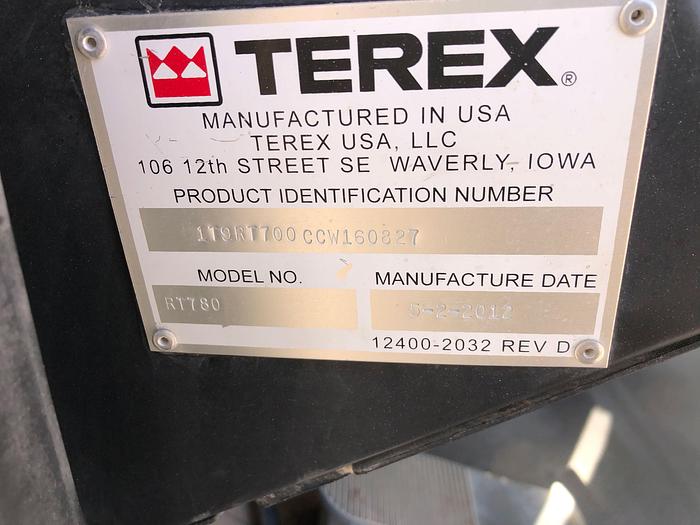 TEREX®
MANUFACTURED IN USA
TEREX USA, LLC
106 12th STREET SE WAVERLY, IOWA
PRODUCT IDENTIFICATION NUMBER
1T9RT700CCW160827
MODEL NO. MANUFACTURE DATE
RT780 5-2-2012
12400-2032 REV D